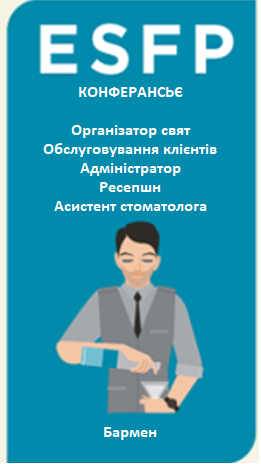 ESFP
КОНФЕРАНСЬЄ
Організатор свят
Обслуговування клієнтів
Адміністратор
Ресепшн
Асистент стоматолога
Бармен